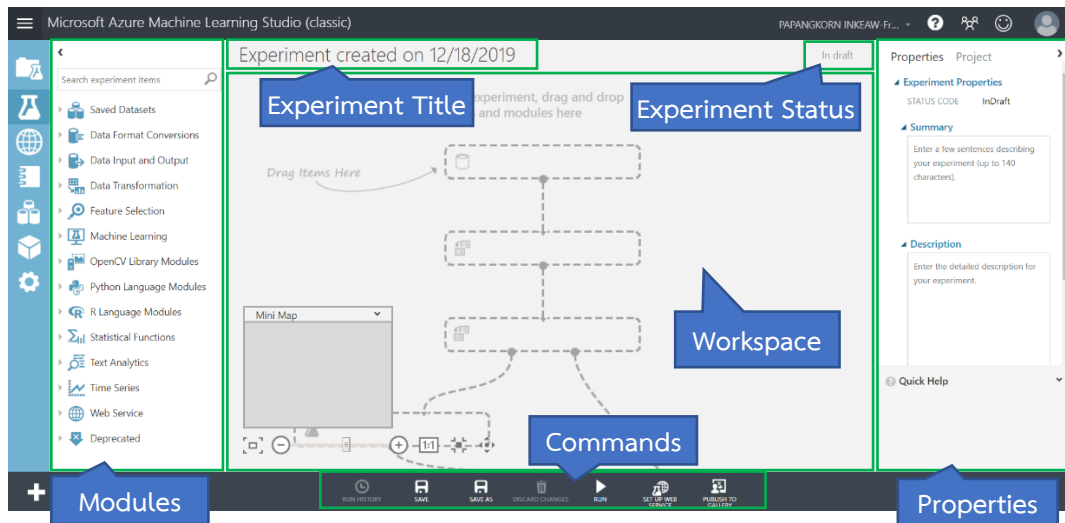 Microsoft Azure Machine Learning Studio (classic)
PAPANGKORN INKEAW-Fr...
?
Experiment created on 12/18/2019
In draft
Experiment Title
Experiment Status
experiment, drag and drop
and modules here
Drag Items Here
Search experiment items
Saved Datasets
Data Format Conversions
Data Input and Output
Data Transformation
Feature Selection
Machine Learning
OpenCV Library Modules
Python Language Modules
R Language Modules
Statistical Functions
Text Analytics
Time Series
Web Service
Deprecated
Modules
Mini Map
1:1
Workspace
Commands
RUN HISTORY
SAVE
SAVE AS
DISCARD CHANGES
RUN
SET UP WEB
SERVICE
PUBLISH TO
GALLERY
Properties Project
Experiment Properties
STATUS CODE InDraft
Summary
Enter a few sentences describing
your experiment (up to 140
characters).
Description
Enter the detailed description for
your experiment.
Quick Help
Properties